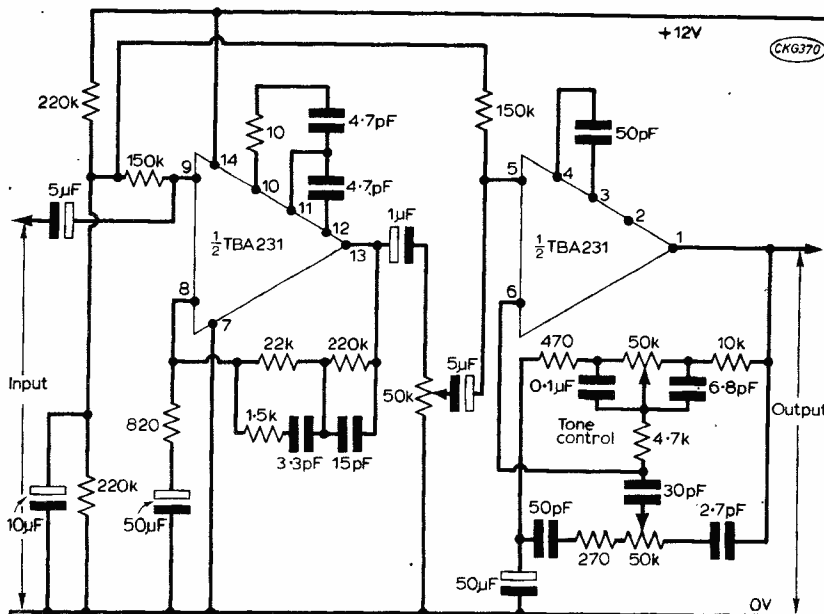 +12V
CKG370
220k
150k
10
4·7pF
4·7pF
150k
50pF
5µF
9
14
10
11
12
13
½TBA231
8
7
1µF
5
4
3
2
1
½TBA231
6
22k
220k
1·5k
3·3pF
15pF
50k
5µF
470
50k
10k
0·1µF
6·8pF
Tone
control
4·7k
30pF
Input
Output
820
220k
10µF
50µF
50pF
270
50k
2·7pF
50µF
0V